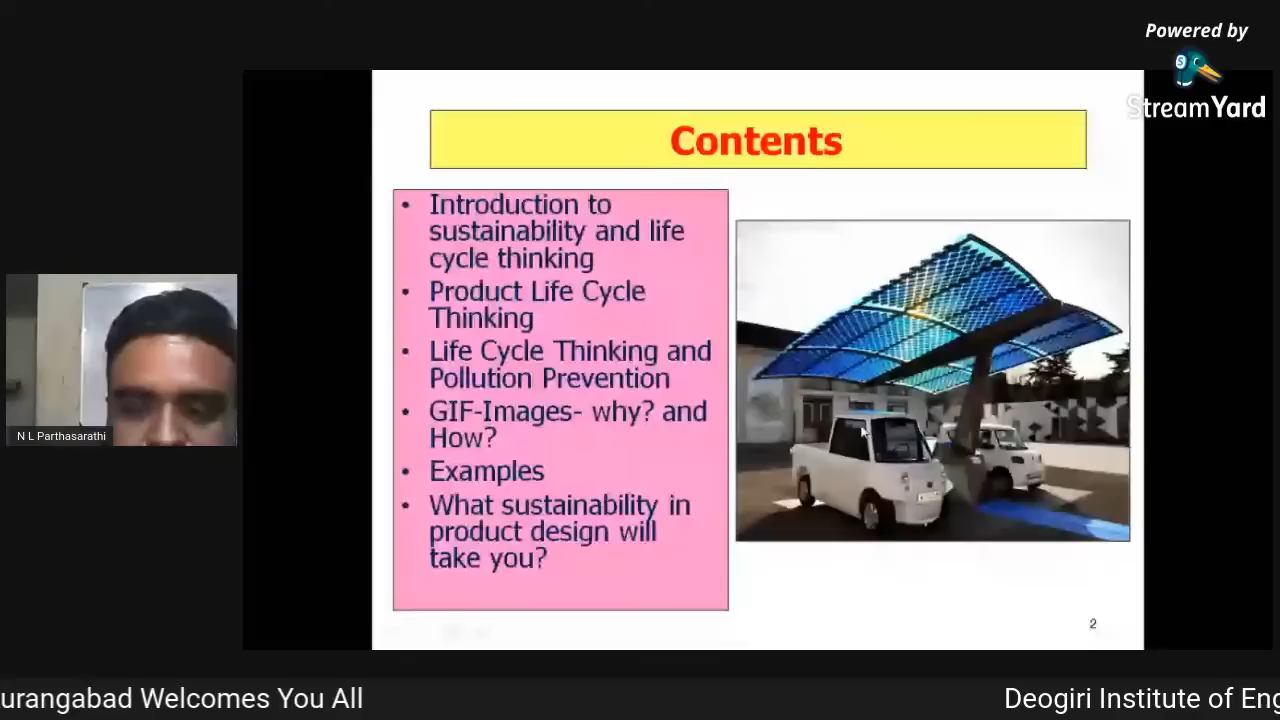 Powered by
StreamYard
Contents
• Introduction to
sustainability and life
cycle thinking
• Product Life Cycle
Thinking
• Life Cycle Thinking and
Pollution Prevention
• GIF-Images- why? and
How?
• Examples
• What sustainability in
product design will
take you?
2
N L Parthasarathi
urangabad Welcomes You All
Deogiri Institute of Eng